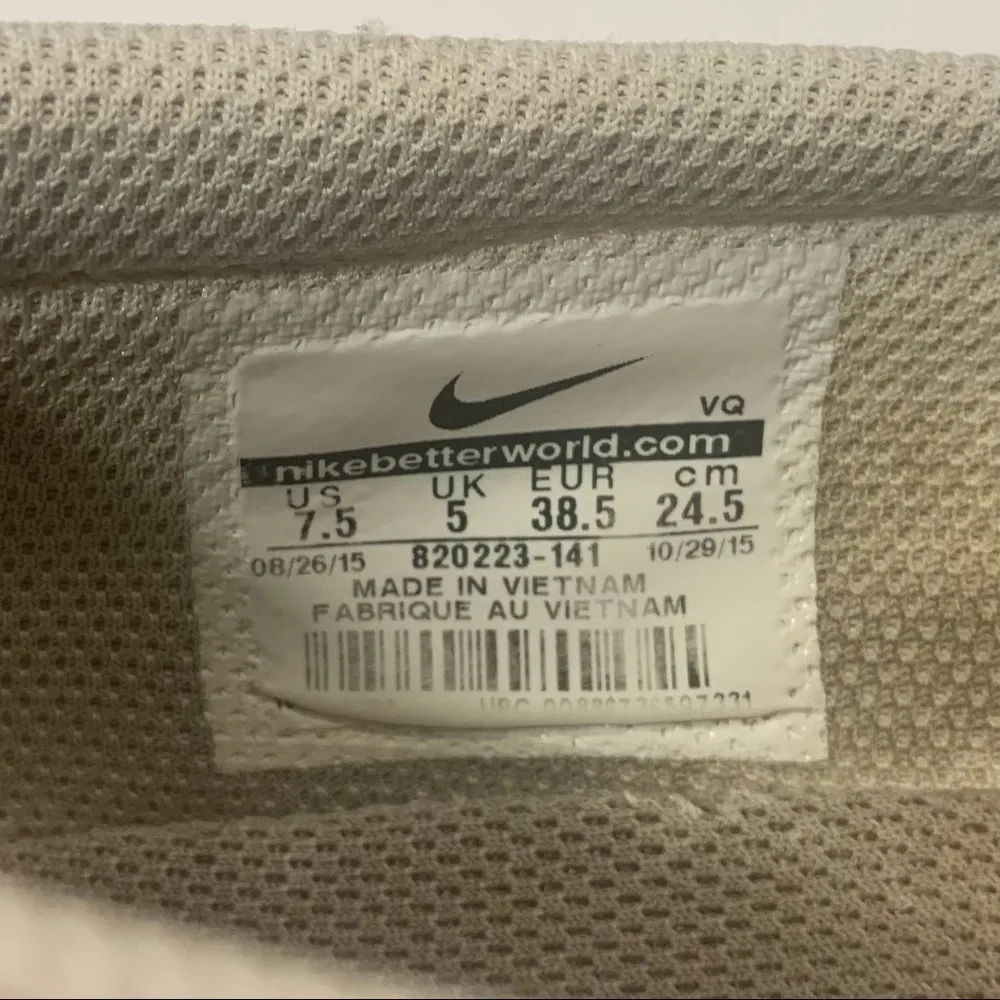 VQ
nikebetterworld.com
US UK EUR cm
7.5 5 38.5 24.5
08/26/15 820223-141 10/29/15
MADE IN VIETNAM
FABRIQUE AU VIETNAM
UPC